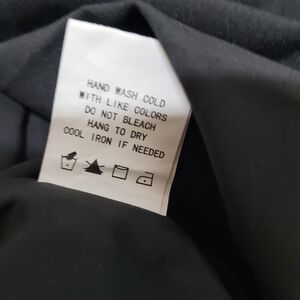 HAND WASH COLD
WITH LIKE COLORS
DO NOT BLEACH
HANG TO DRY
COOL IRON IF NEEDED